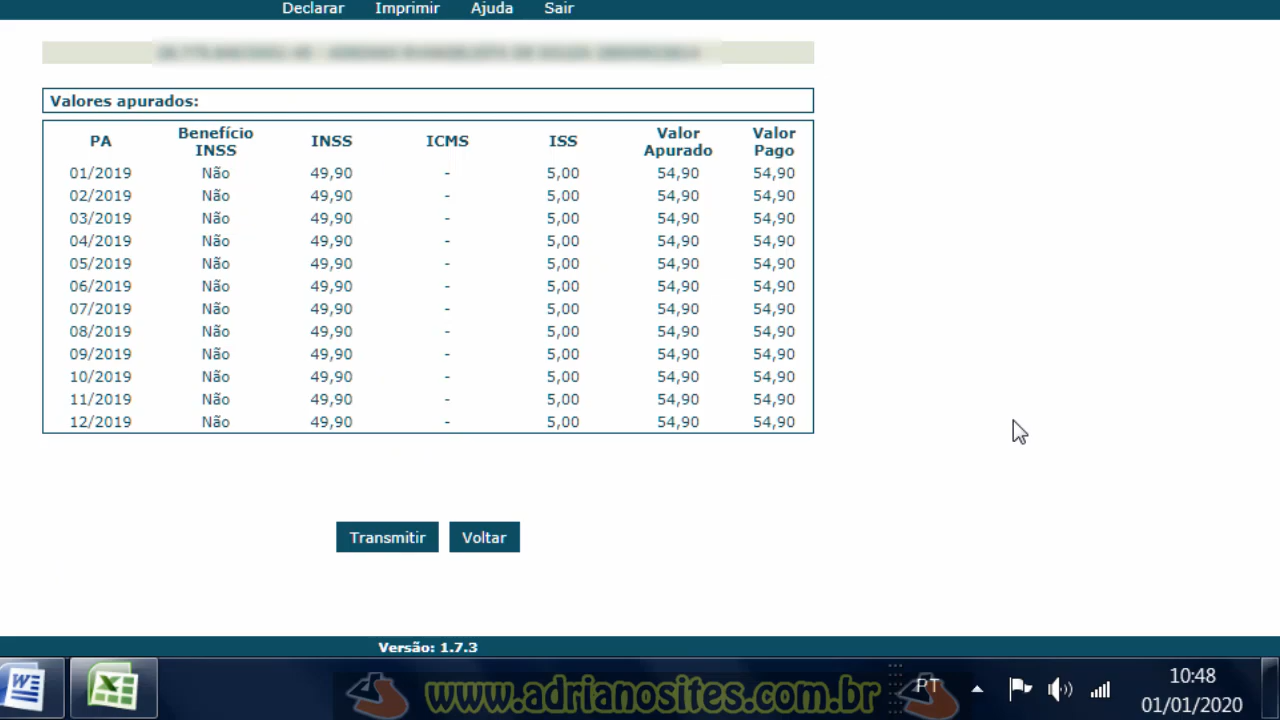 Declarar Imprimir Ajuda Sair
Valores apurados:
PA Benefício INSS INSS ICMS ISS Valor Apurado Valor Pago
01/2019 Não 49,90 - 5,00 54,90 54,90
02/2019 Não 49,90 - 5,00 54,90 54,90
03/2019 Não 49,90 - 5,00 54,90 54,90
04/2019 Não 49,90 - 5,00 54,90 54,90
05/2019 Não 49,90 - 5,00 54,90 54,90
06/2019 Não 49,90 - 5,00 54,90 54,90
07/2019 Não 49,90 - 5,00 54,90 54,90
08/2019 Não 49,90 - 5,00 54,90 54,90
09/2019 Não 49,90 - 5,00 54,90 54,90
10/2019 Não 49,90 - 5,00 54,90 54,90
11/2019 Não 49,90 - 5,00 54,90 54,90
12/2019 Não 49,90 - 5,00 54,90 54,90
Transmitir Voltar
Versão: 1.7.3
www.adrianosites.com.br PT 10:48
01/01/2020